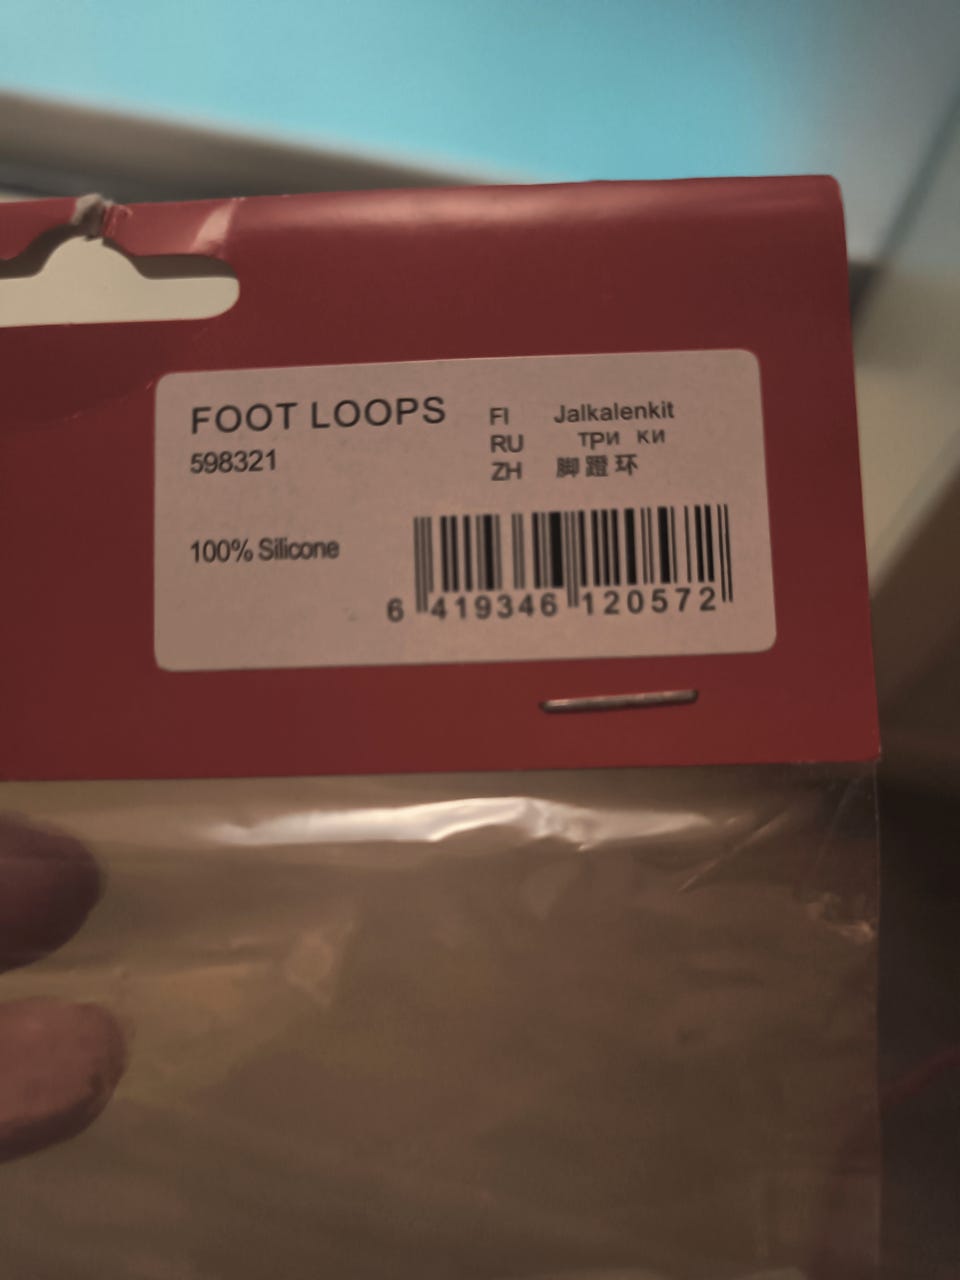 FOOT LOOPS
598321
FI Jalkalenkit
RU ТРИ КИ
ZH 脚蹬环
100% Silicone
6 419346 120572